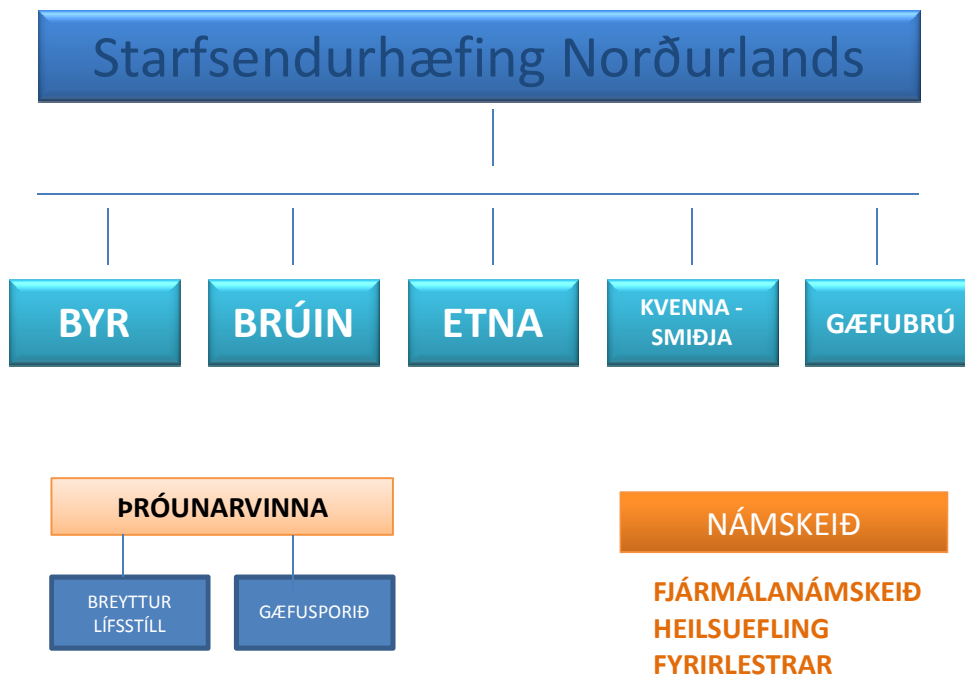 Starfsendurhæfing Norðurlands
BYR
BRÚIN
ETNA
KVENNA -
SMIÐJA
GÆFUBRÚ
ÞRÓUNARVINNA
BREYTTUR
LÍFSSTÍLL
GÆFUSPORIÐ
NÁMSKEIÐ
FJÁRMÁLANÁMSKEIÐ
HEILSUEFLING
FYRIRLESTRAR